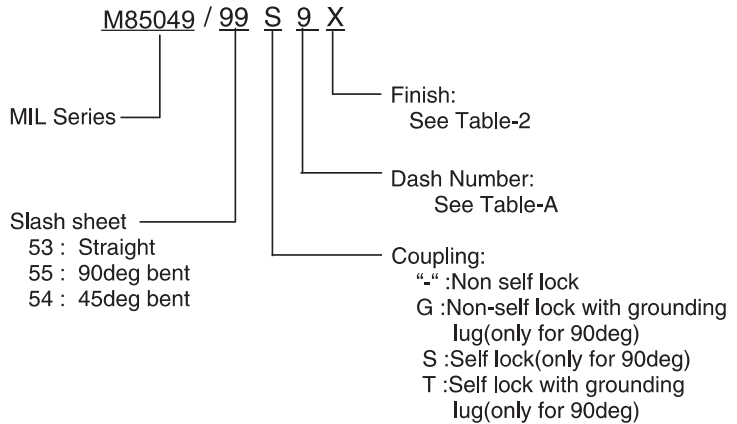 M85049 / 99 S 9 X
Finish:
See Table-2
MIL Series
Dash Number:
See Table-A
Slash sheet
53 : Straight
55 : 90deg bent
54 : 45deg bent
Coupling:
“-“ :Non self lock
G :Non-self lock with grounding
lug(only for 90deg)
S :Self lock(only for 90deg)
T :Self lock with grounding
lug(only for 90deg)